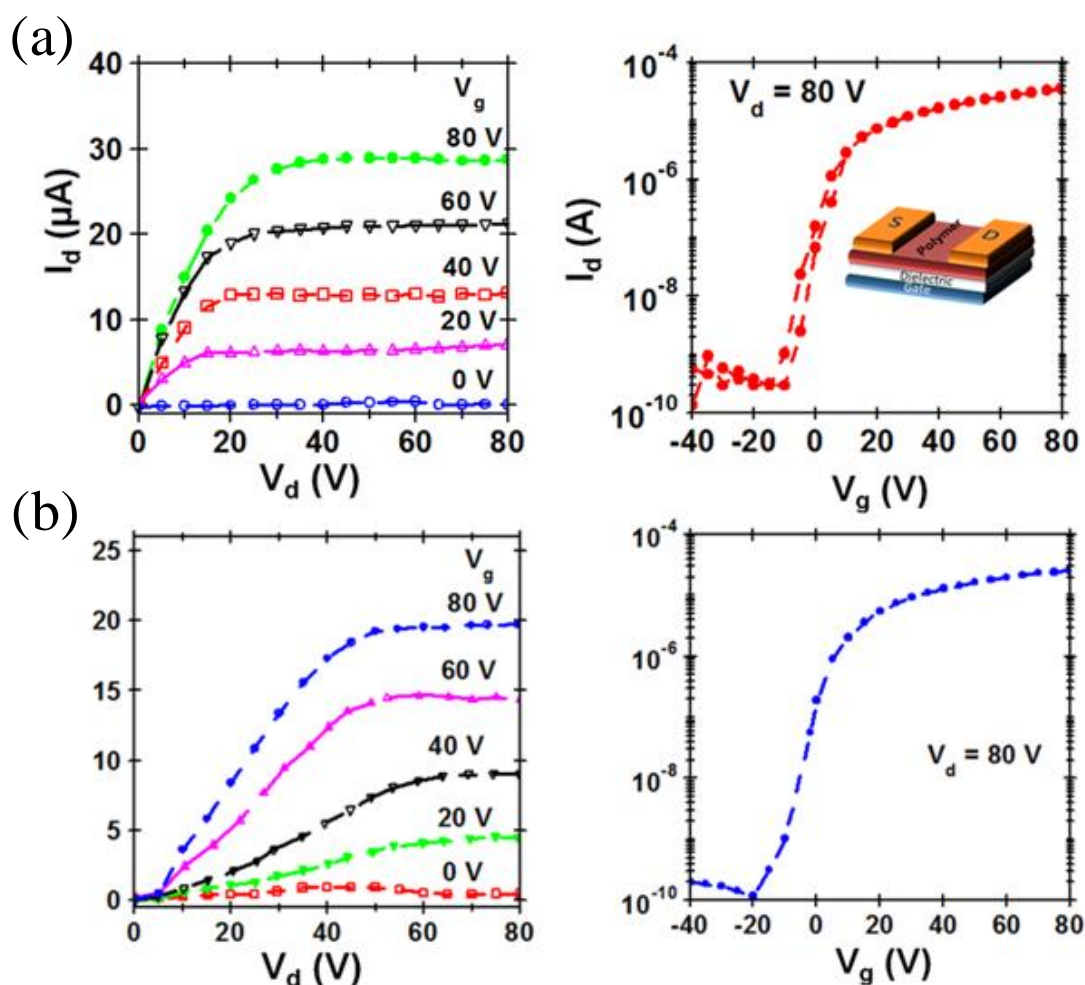 (a)
40
30
20
10
0
I_d (µA)
V_g
80 V
60 V
40 V
20 V
0 V
0 20 40 60 80
V_d (V)
10^-4
10^-6
10^-8
10^-10
I_d (A)
V_d = 80 V
S
D
Polymer
Dielectric
Gate
-40 -20 0 20 40 60 80
V_g (V)
(b)
25
20
15
10
5
0
V_g
80 V
60 V
40 V
20 V
0 V
0 20 40 60 80
V_d (V)
10^-4
10^-6
10^-8
10^-10
V_d = 80 V
-40 -20 0 20 40 60 80
V_g (V)